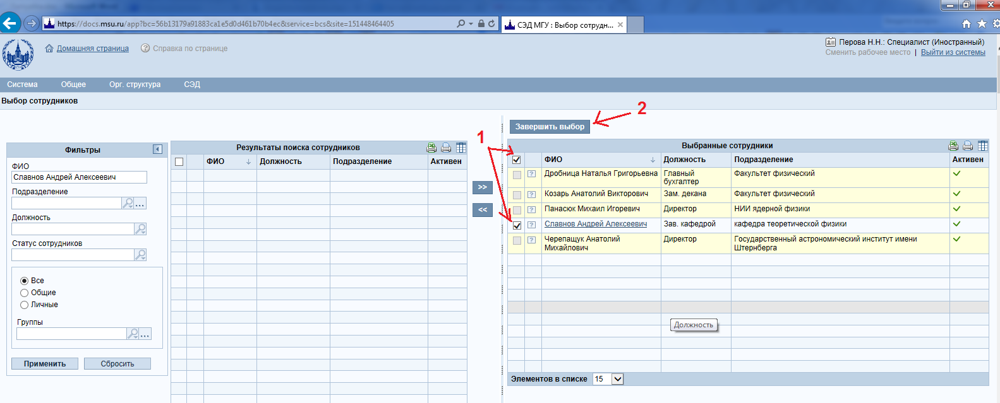 https://docs.msu.ru/app?bc=56b13179a91883ca1e5d0d461b70b4ec&service=bcs&site=151448464405
СЭД МГУ : Выбор сотрудн...
Домашняя страница
Справка по странице
Перова Н.Н.: Специалист (Иностранный)
Сменить рабочее место | Выйти из системы
Система Общее Орг. структура СЭД
Выбор сотрудников
2
Завершить выбор
1
Фильтры
ФИО
Славнов Андрей Алексеевич
Подразделение
...
Должность
Статус сотрудников
Все
Общие
Личные
Группы
...
Применить Сбросить
Результаты поиска сотрудников
ФИО Должность Подразделение Активен
>>
<<
Выбранные сотрудники
ФИО Должность Подразделение Активен
? Дробница Наталья Григорьевна Главный Факультет физический
бухгалтер
? Козарь Анатолий Викторович Зам. декана Факультет физический
? Панасюк Михаил Игоревич Директор НИИ ядерной физики
? Славнов Андрей Алексеевич Зав. кафедрой кафедра теоретической физики
? Черепащук Анатолий Директор Государственный астрономический институт имени
Михайлович Штернберга
Должность
Элементов в списке 15